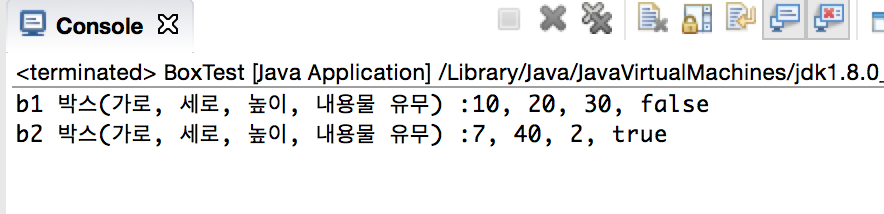 Console
<terminated> BoxTest [Java Application] /Library/Java/JavaVirtualMachines/jdk1.8.0_
b1 박스(가로, 세로, 높이, 내용물 유무) :10, 20, 30, false
b2 박스(가로, 세로, 높이, 내용물 유무) :7, 40, 2, true